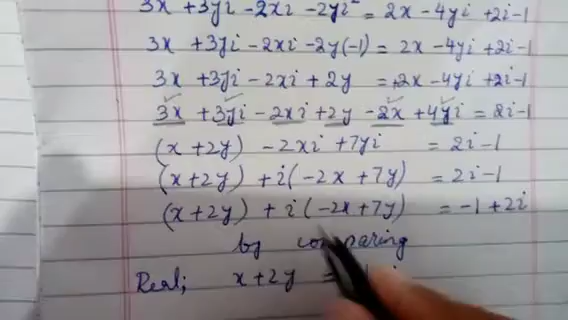 3x + 3yi - 2xi - 2yi² = 2x - 4yi + 2i - 1
3x + 3yi - 2xi - 2y(-1) = 2x - 4yi + 2i - 1
3x + 3yi - 2xi + 2y = 2x - 4yi + 2i - 1
3x + 3yi - 2xi + 2y - 2x + 4yi = 2i - 1
(x + 2y) - 2xi + 7yi = 2i - 1
(x + 2y) + i(-2x + 7y) = 2i - 1
(x + 2y) + i(-2x + 7y) = -1 + 2i
by comparing
Real; x + 2y =